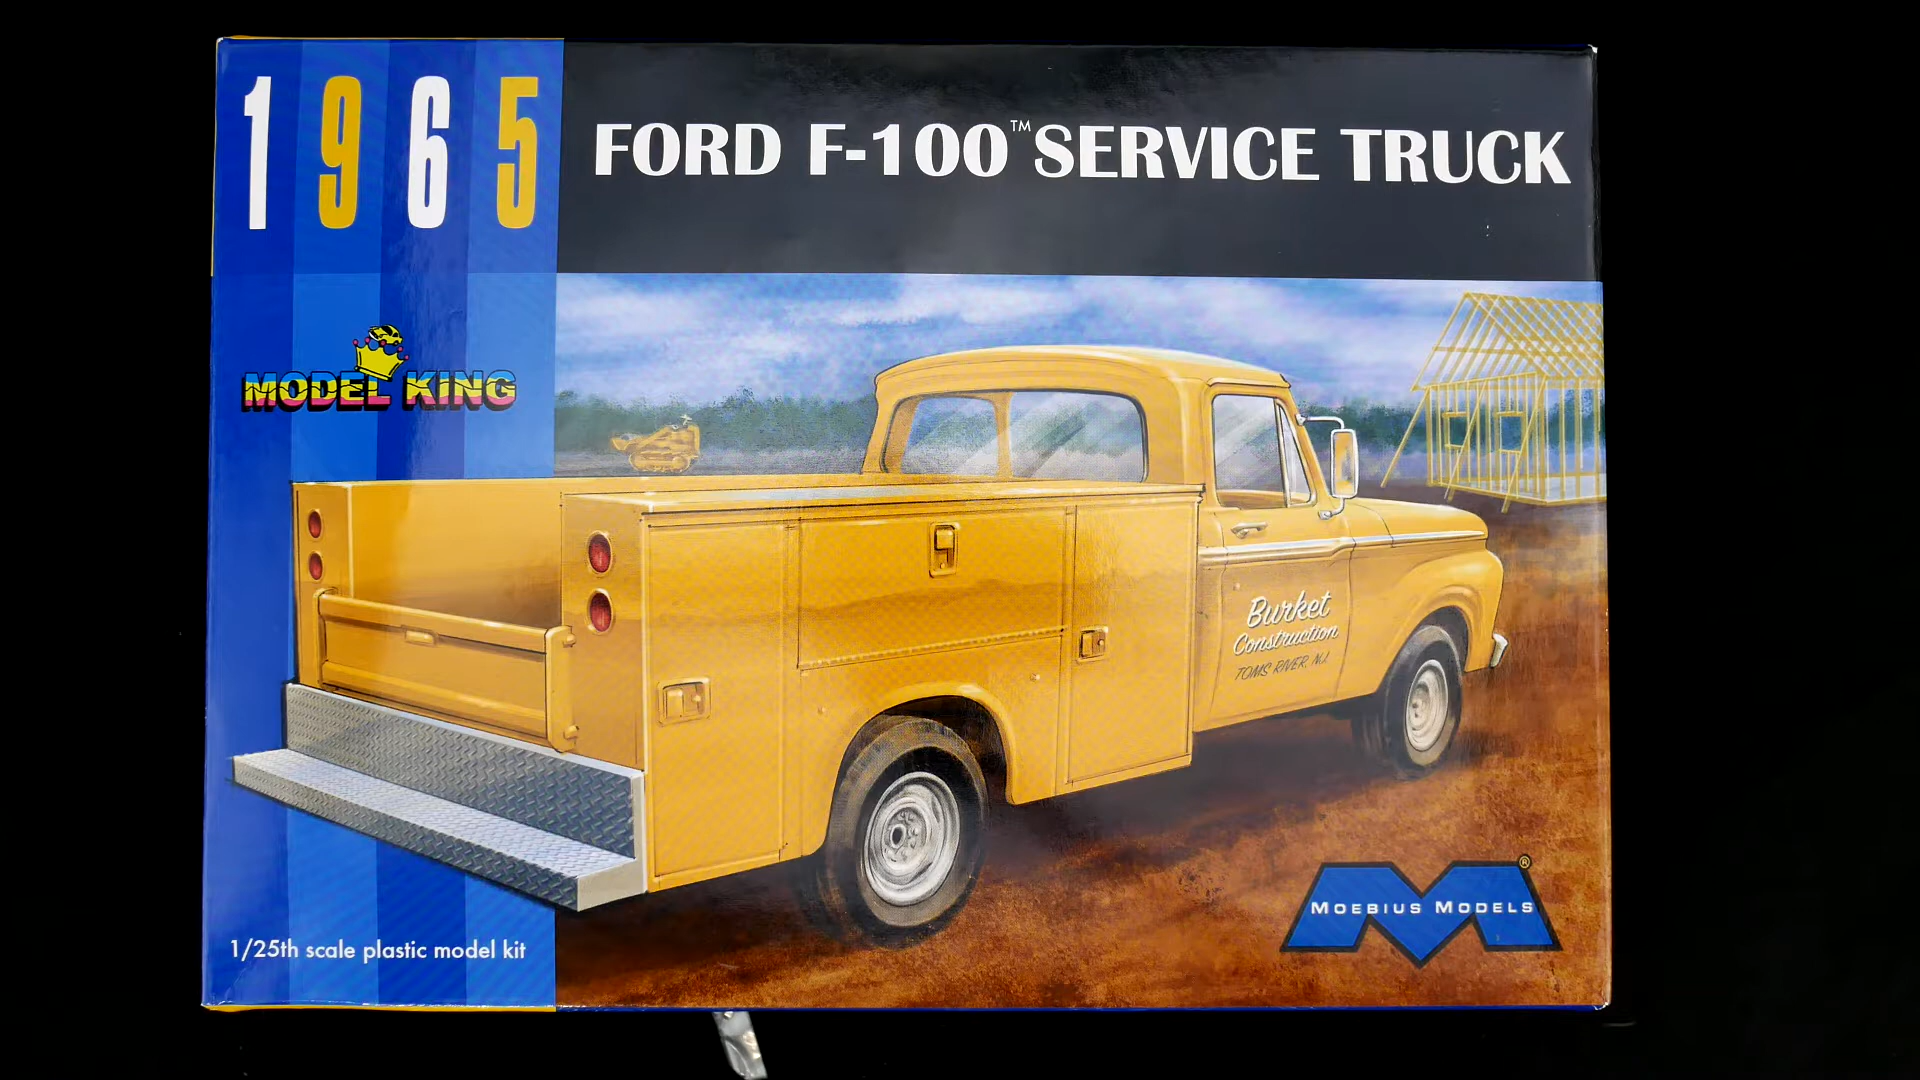 1965
FORD F-100™ SERVICE TRUCK
MODEL KING
Burket
Construction
TOMS RIVER, N.J.
MOEBIUS MODELS®
1/25th scale plastic model kit